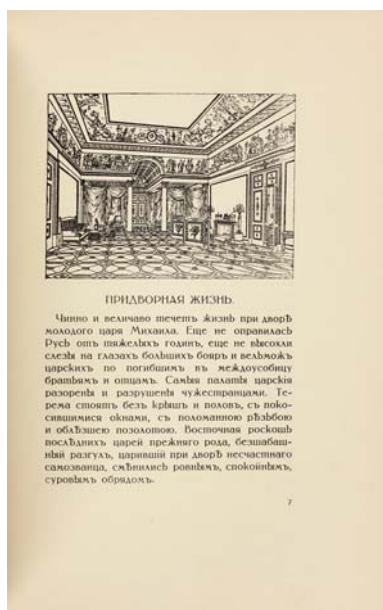 ПРИДВОРНАЯ ЖИЗНЬ.
Чинно и величаво течетъ жизнь при дворѣ
молодого царя Михаила. Еще не оправилась
Русь отъ тяжелыхъ годинъ, еще не высохли
слезы на глазахъ большихъ бояръ и вельможъ
царскихъ по погибшимъ въ междоусобицу
братьямъ и отцамъ. Самыя палаты царскія
разорены и разрушены чужестранцами. Те-
рема стоятъ безъ крышъ и половъ, съ поко-
сившимися окнами, съ поломанною рѣзьбою
и облѣзшею позолотою. Восточная роскошь
послѣднихъ царей прежняго рода, безшабаш-
ный разгулъ, царившій при дворѣ несчастнаго
самозванца, смѣнились ровнымъ, спокойнымъ,
суровымъ обрядомъ.
7